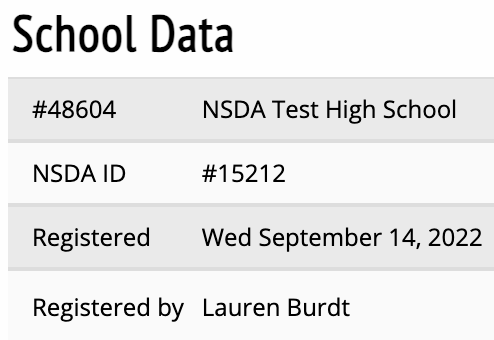 School Data
#48604 NSDA Test High School
NSDA ID #15212
Registered Wed September 14, 2022
Registered by Lauren Burdt